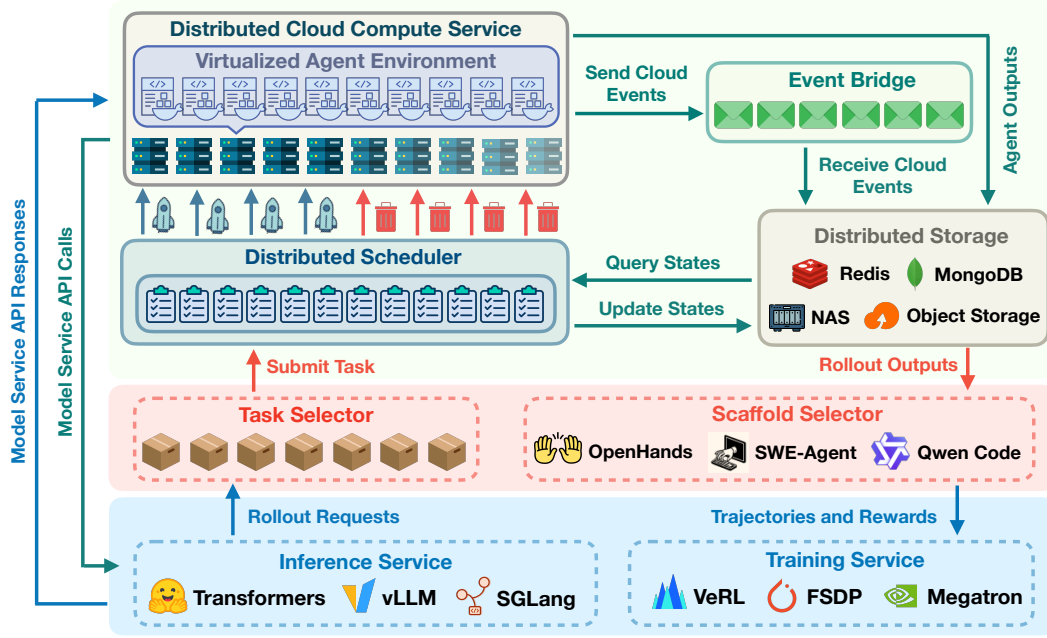 Distributed Cloud Compute Service
Virtualized Agent Environment
Send Cloud
Events
Event Bridge
Agent Outputs
Receive Cloud
Events
Distributed Scheduler
Query States
Update States
Distributed Storage
Redis
MongoDB
NAS
Object Storage
Model Service API Responses
Model Service API Calls
Submit Task
Rollout Outputs
Task Selector
Scaffold Selector
OpenHands
SWE-Agent
Qwen Code
Rollout Requests
Trajectories and Rewards
Inference Service
Transformers
vLLM
SGLang
Training Service
VeRL
FSDP
Megatron